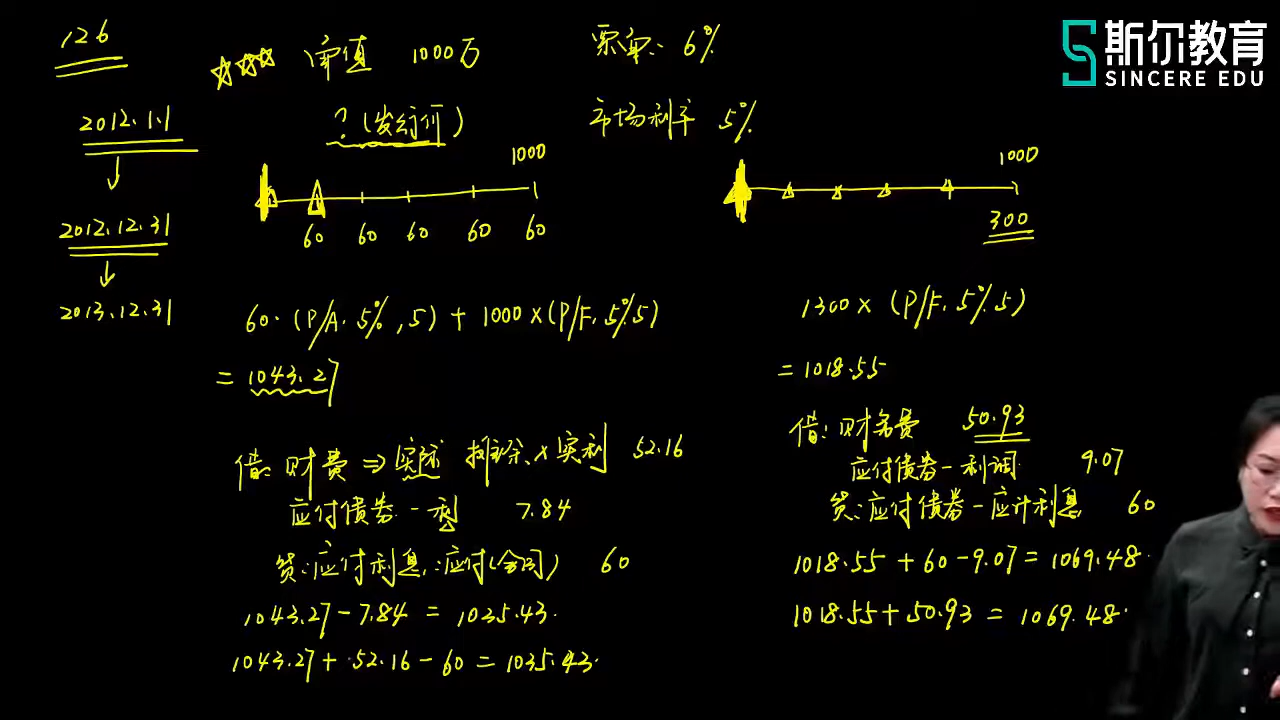 126
2012.1.1
2012.12.31
2013.12.31
面值 1000万
票率: 6%
?(发行价)
市场利率 5%
1000
60 60 60 60 60
60·(P/A, 5%, 5) + 1000×(P/F, 5%, 5)
= 1043.27
借: 财费 ⇒ 实际 摊余×实利 52.16
应付债券-利 7.84
贷: 应付利息: 应付(合同) 60
1043.27-7.84 = 1035.43.
1043.27+52.16-60 = 1035.43.
1000
300
1300×(P/F, 5%, 5)
= 1018.55
借: 财务费 50.93
应付债券-利调 9.07
贷: 应付债券-应计利息 60
1018.55+60-9.07 = 1069.48.
1018.55+50.93 = 1069.48.
斯尔教育
SINCERE EDU